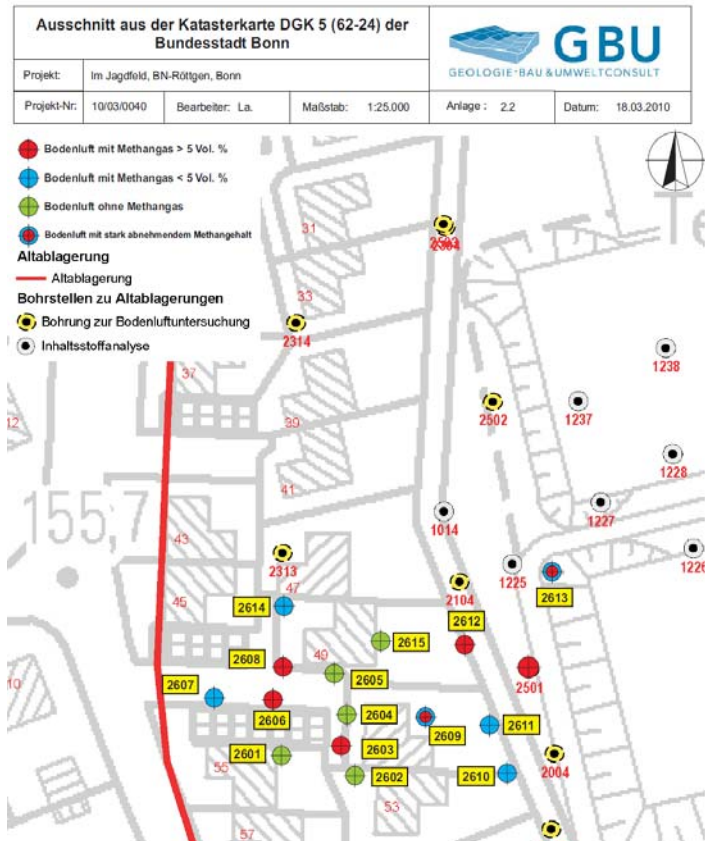 Ausschnitt aus der Katasterkarte DGK 5 (62-24) der
Bundesstadt Bonn
GBU
GEOLOGIE·BAU & UMWELTCONSULT
Projekt: Im Jagdfeld, BN-Röttgen, Bonn
Projekt-Nr: 10/03/0040 Bearbeiter: La. Maßstab: 1:25.000 Anlage : 2.2 Datum: 18.03.2010
Bodenluft mit Methangas > 5 Vol. %
Bodenluft mit Methangas < 5 Vol. %
Bodenluft ohne Methangas
Bodenluft mit stark abnehmendem Methangehalt
Altablagerung
Altablagerung
Bohrstellen zu Altablagerungen
Bohrung zur Bodenluftuntersuchung
Inhaltsstoffanalyse
Te
31
2503
33
2314
1238
37
2502
1237
12
39
1228
41
155,7
1227
1014
43
1226
2313
1225
47
2104
2613
45
2614
2612
2615
2608
49
2605
2501
10
2607
2606
2604
2609
2611
2601
2603
2004
55
2602
2610
53
57